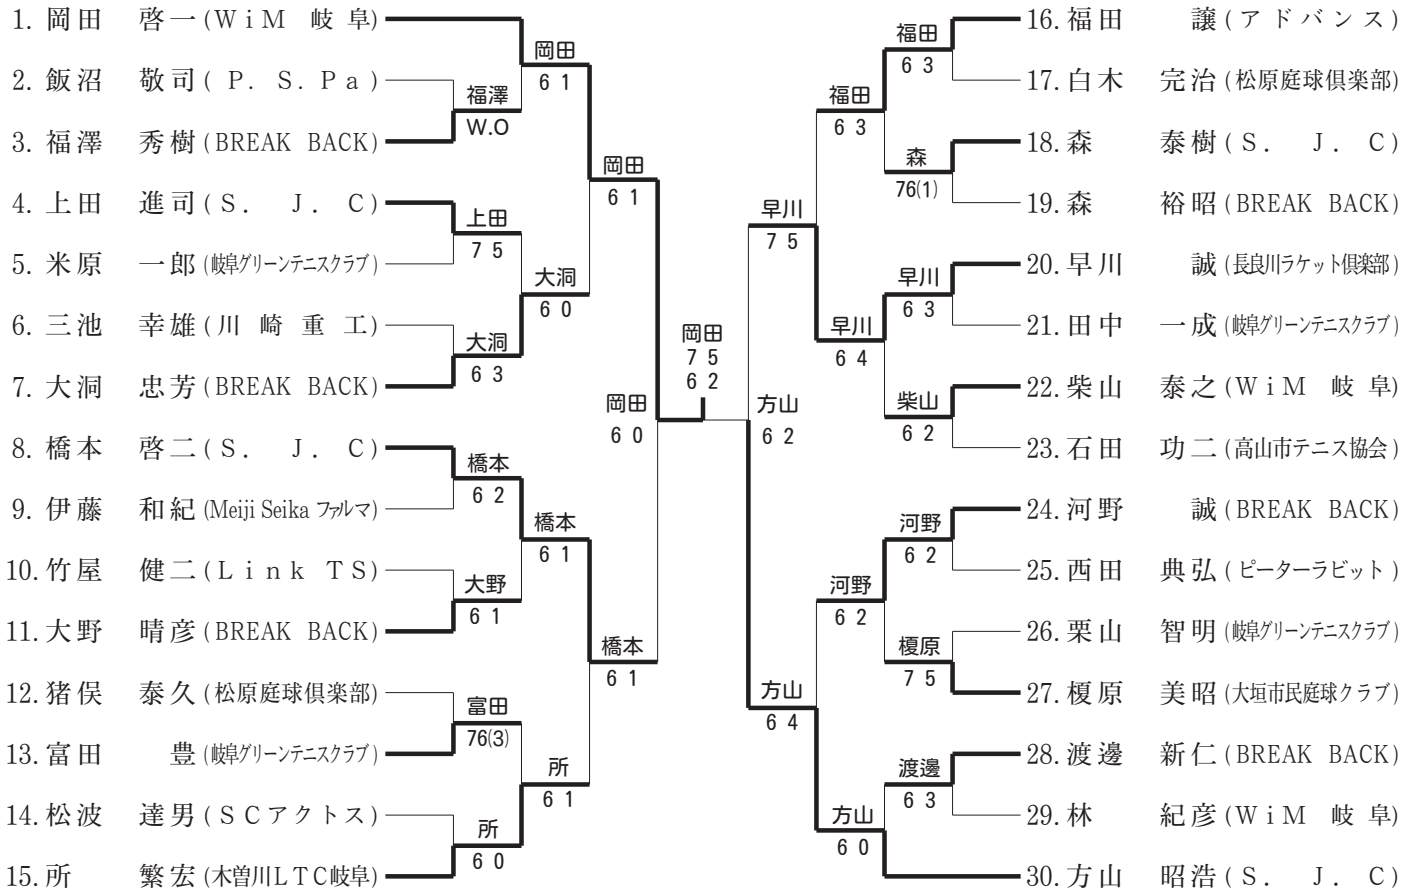 1. 岡田 啓一 (WiM 岐阜)
2. 飯沼 敬司 (P. S. Pa)
3. 福澤 秀樹 (BREAK BACK)
4. 上田 進司 (S. J. C)
5. 米原 一郎 (岐阜グリーンテニスクラブ)
6. 三池 幸雄 (川崎重工)
7. 大洞 忠芳 (BREAK BACK)
8. 橋本 啓二 (S. J. C)
9. 伊藤 和紀 (Meiji Seika ファルマ)
10. 竹屋 健二 (Link TS)
11. 大野 晴彦 (BREAK BACK)
12. 猪俣 泰久 (松原庭球倶楽部)
13. 富田 豊 (岐阜グリーンテニスクラブ)
14. 松波 達男 (SCアクトス)
15. 所 繁宏 (木曽川LTC岐阜)
福澤
W.O
上田
7 5
大洞
6 3
橋本
6 2
大野
6 1
富田
76(3)
所
6 0
岡田
6 1
大洞
6 0
橋本
6 1
所
6 1
岡田
6 1
橋本
6 1
岡田
6 0
岡田
7 5
6 2
方山
6 2
早川
7 5
方山
6 4
福田
6 3
早川
6 4
河野
6 2
方山
6 0
福田
6 3
森
76(1)
早川
6 3
柴山
6 2
河野
6 2
榎原
7 5
渡邊
6 3
16. 福田 譲 (アドバンス)
17. 白木 完治 (松原庭球倶楽部)
18. 森 泰樹 (S. J. C)
19. 森 裕昭 (BREAK BACK)
20. 早川 誠 (長良川ラケット倶楽部)
21. 田中 一成 (岐阜グリーンテニスクラブ)
22. 柴山 泰之 (WiM 岐阜)
23. 石田 功二 (高山市テニス協会)
24. 河野 誠 (BREAK BACK)
25. 西田 典弘 (ピーターラビット)
26. 栗山 智明 (岐阜グリーンテニスクラブ)
27. 榎原 美昭 (大垣市民庭球クラブ)
28. 渡邊 新仁 (BREAK BACK)
29. 林 紀彦 (WiM 岐阜)
30. 方山 昭浩 (S. J. C)